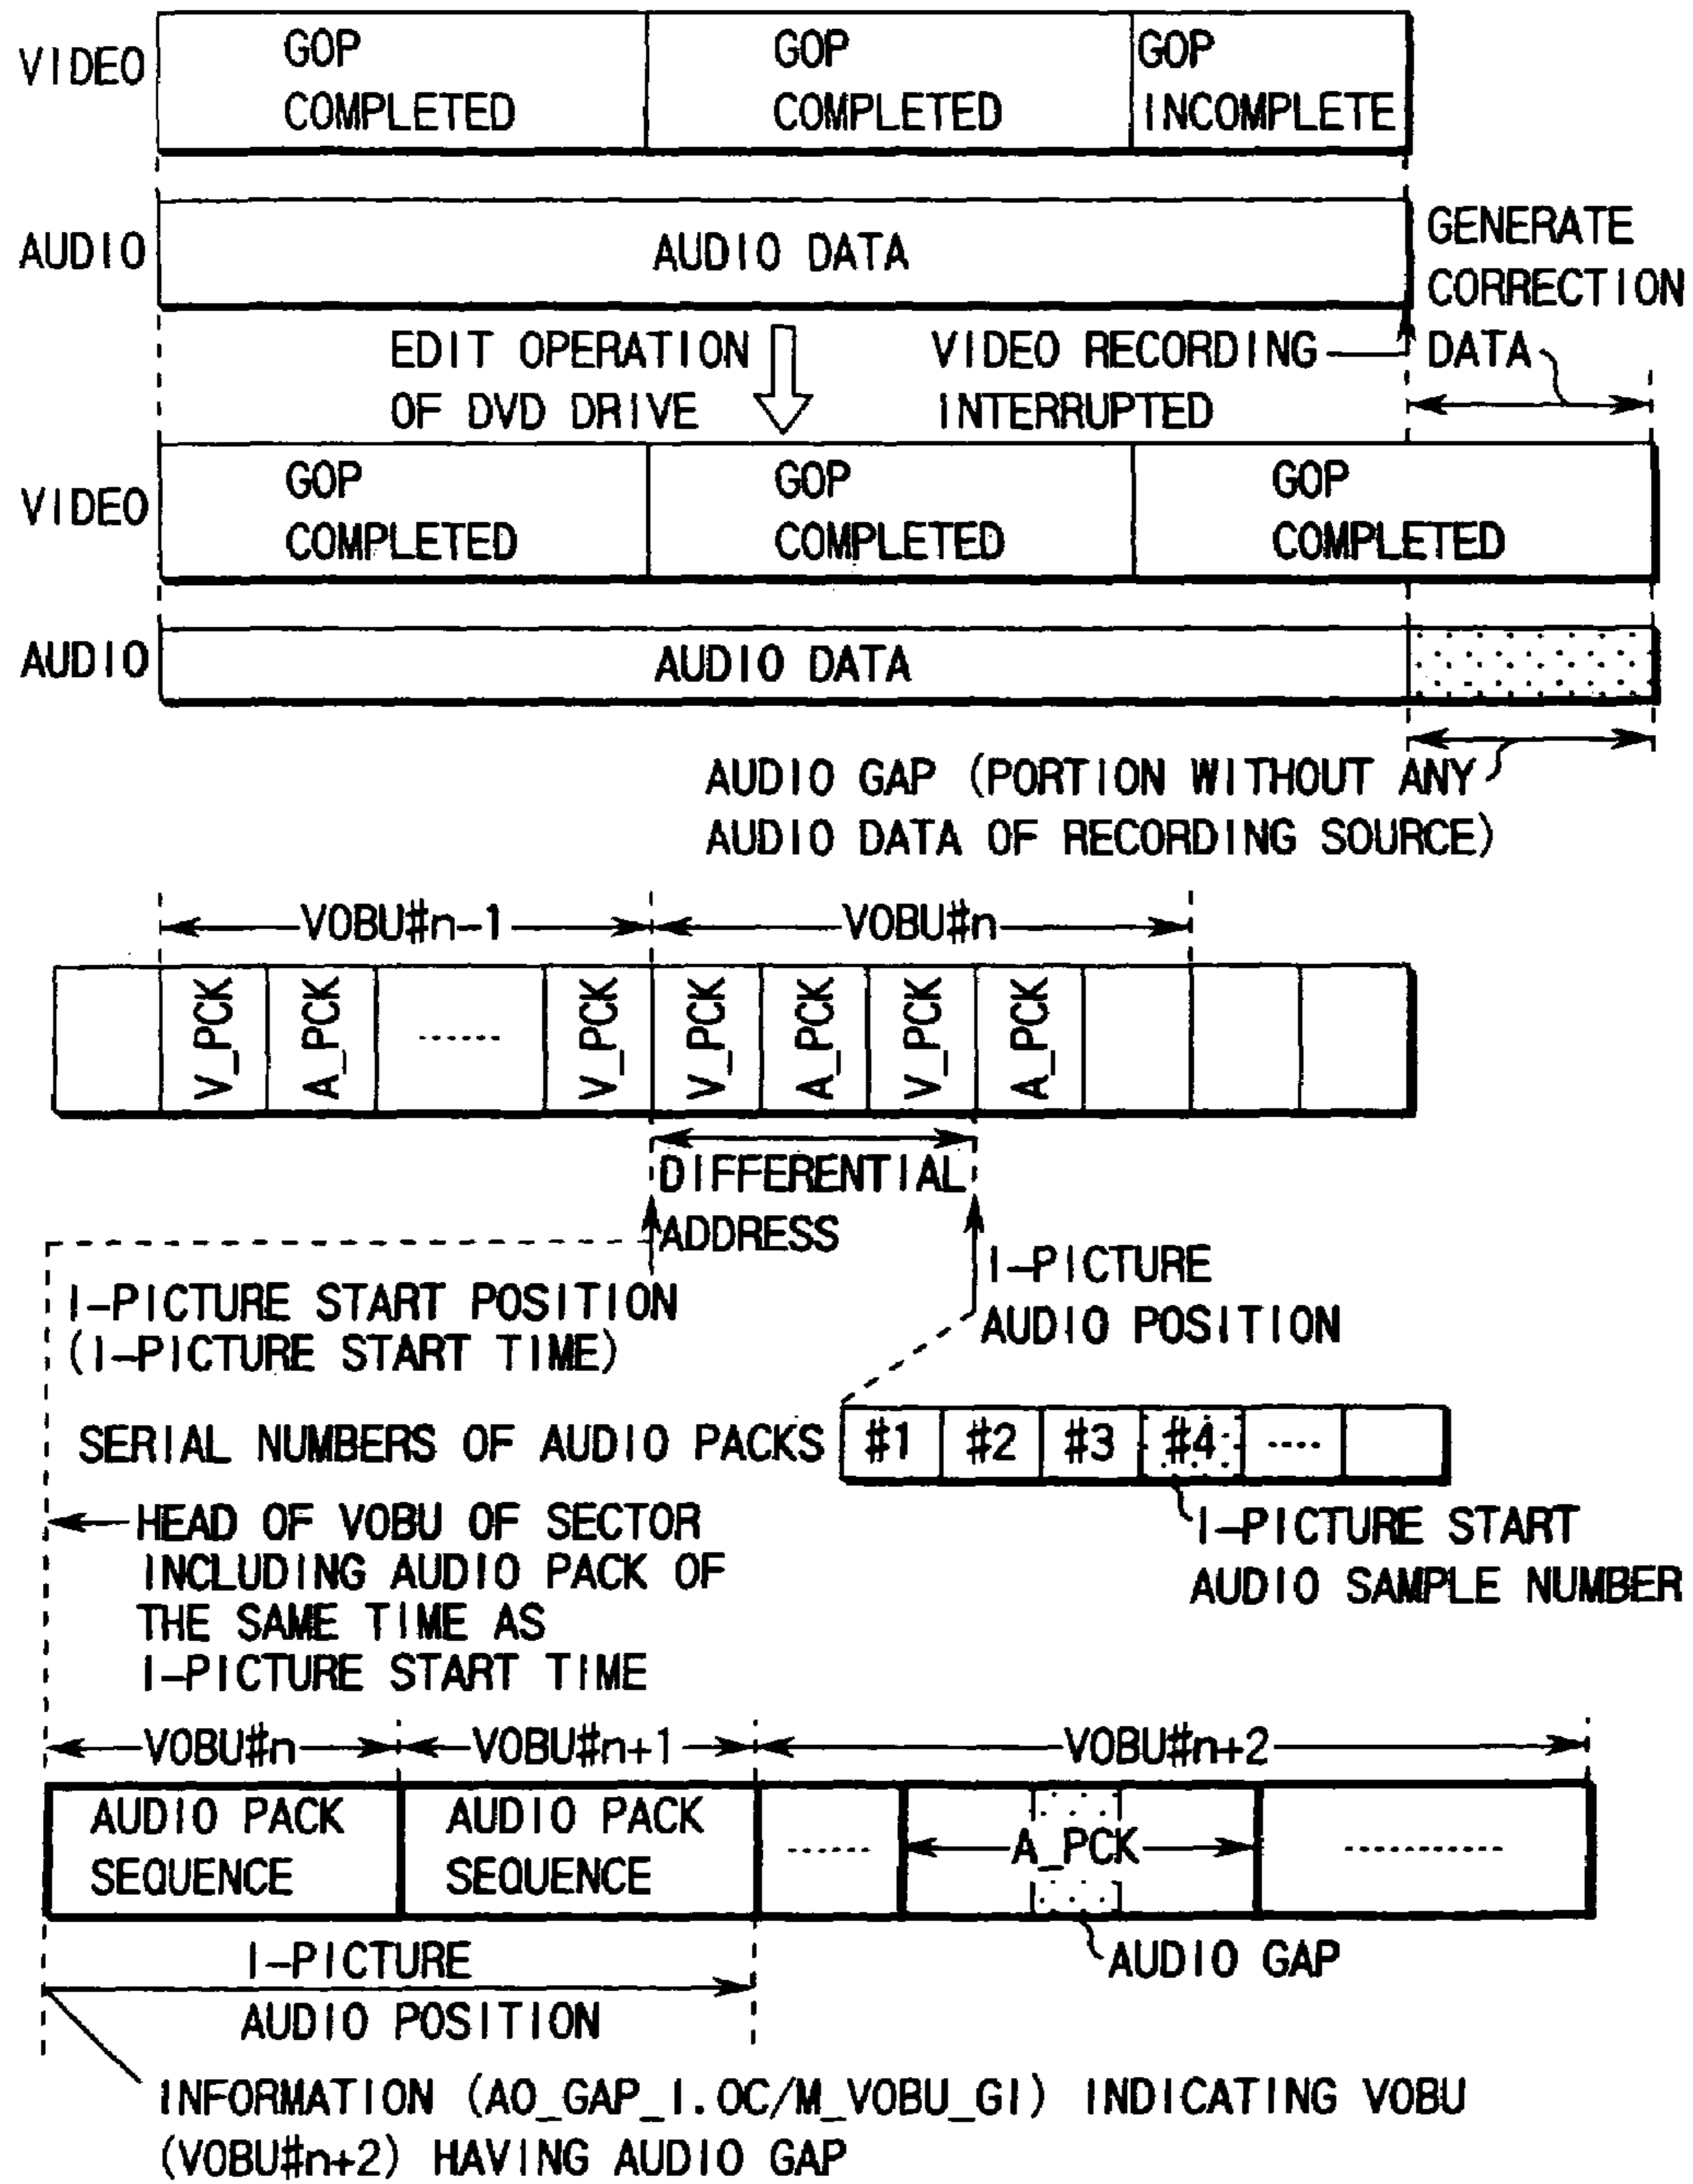 VIDEO
GOP
COMPLETED
GOP
COMPLETED
GOP
INCOMPLETE
AUDIO
AUDIO DATA
GENERATE
CORRECTION
DATA
EDIT OPERATION
OF DVD DRIVE
VIDEO RECORDING
INTERRUPTED
VIDEO
GOP
COMPLETED
GOP
COMPLETED
GOP
COMPLETED
AUDIO
AUDIO DATA
AUDIO GAP (PORTION WITHOUT ANY
AUDIO DATA OF RECORDING SOURCE)
VOBU#n-1
VOBU#n
V_PCK
A_PCK
......
V_PCK
V_PCK
A_PCK
V_PCK
A_PCK
DIFFERENTIAL
ADDRESS
I-PICTURE START POSITION
(I-PICTURE START TIME)
I-PICTURE
AUDIO POSITION
SERIAL NUMBERS OF AUDIO PACKS
#1 #2 #3 #4 ....
I-PICTURE START
AUDIO SAMPLE NUMBER
HEAD OF VOBU OF SECTOR
INCLUDING AUDIO PACK OF
THE SAME TIME AS
I-PICTURE START TIME
VOBU#n
VOBU#n+1
VOBU#n+2
AUDIO PACK
SEQUENCE
AUDIO PACK
SEQUENCE
......
A_PCK
..........
AUDIO GAP
I-PICTURE
AUDIO POSITION
INFORMATION (A0_GAP_I.OC/M_VOBU_GI) INDICATING VOBU
(VOBU#n+2) HAVING AUDIO GAP